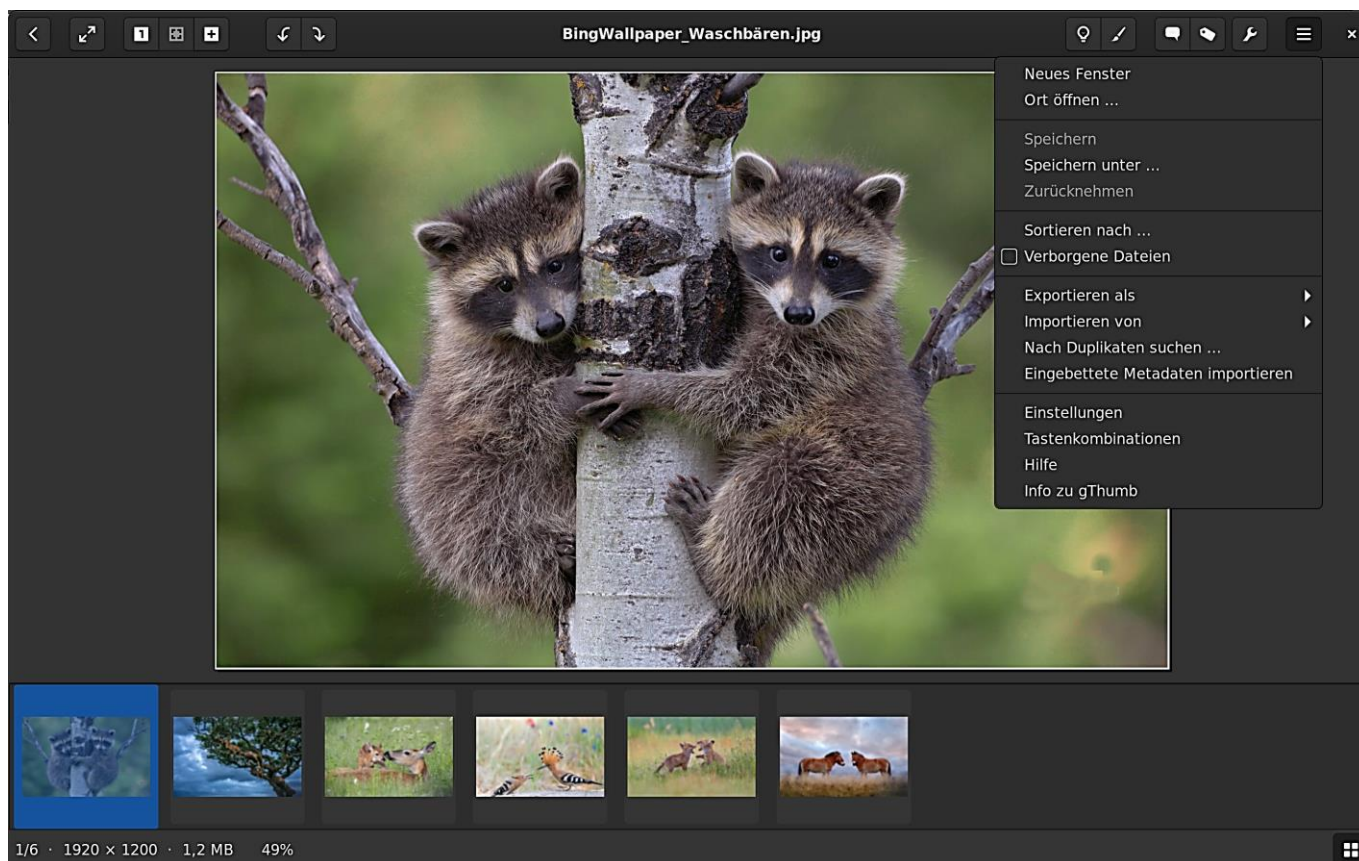 BingWallpaper_Waschbären.jpg
Neues Fenster
Ort öffnen ...
Speichern
Speichern unter ...
Zurücknehmen
Sortieren nach ...
Verborgene Dateien
Exportieren als
Importieren von
Nach Duplikaten suchen ...
Eingebettete Metadaten importieren
Einstellungen
Tastenkombinationen
Hilfe
Info zu gThumb
1/6 · 1920 × 1200 · 1,2 MB 49%